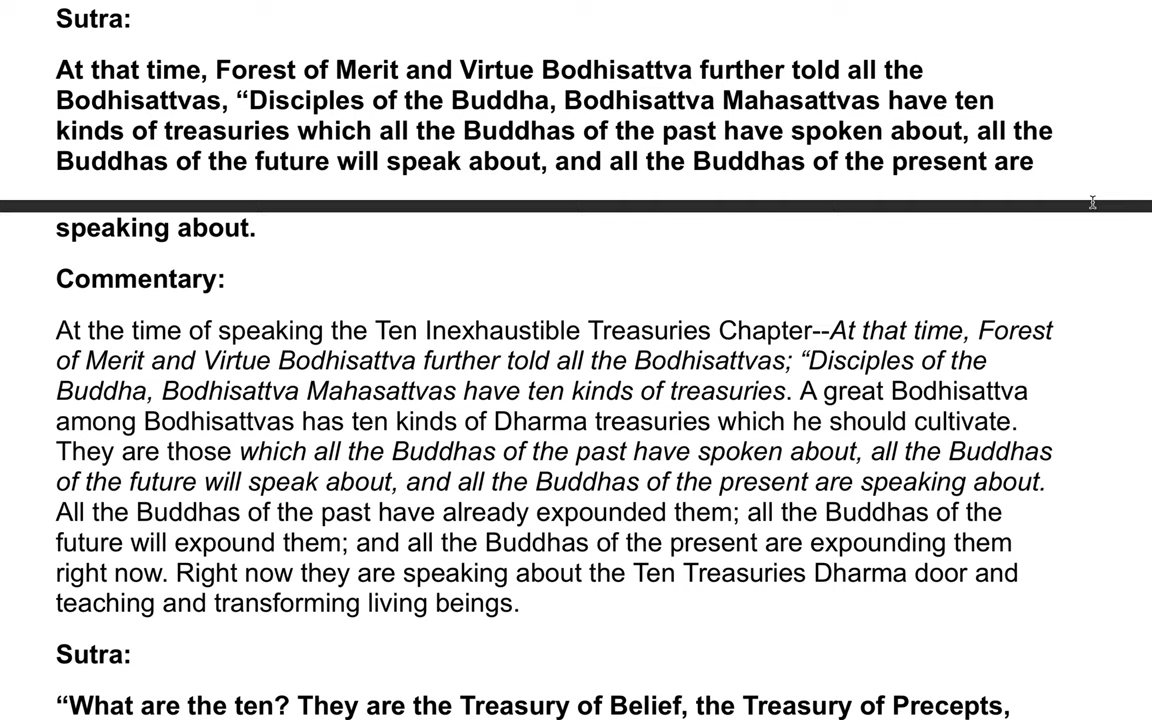 Sutra:
At that time, Forest of Merit and Virtue Bodhisattva further told all the
Bodhisattvas, “Disciples of the Buddha, Bodhisattva Mahasattvas have ten
kinds of treasuries which all the Buddhas of the past have spoken about, all the
Buddhas of the future will speak about, and all the Buddhas of the present are
speaking about.
Commentary:
At the time of speaking the Ten Inexhaustible Treasuries Chapter--At that time, Forest
of Merit and Virtue Bodhisattva further told all the Bodhisattvas; “Disciples of the
Buddha, Bodhisattva Mahasattvas have ten kinds of treasuries. A great Bodhisattva
among Bodhisattvas has ten kinds of Dharma treasuries which he should cultivate.
They are those which all the Buddhas of the past have spoken about, all the Buddhas
of the future will speak about, and all the Buddhas of the present are speaking about.
All the Buddhas of the past have already expounded them; all the Buddhas of the
future will expound them; and all the Buddhas of the present are expounding them
right now. Right now they are speaking about the Ten Treasuries Dharma door and
teaching and transforming living beings.
Sutra:
“What are the ten? They are the Treasury of Belief, the Treasury of Precepts,